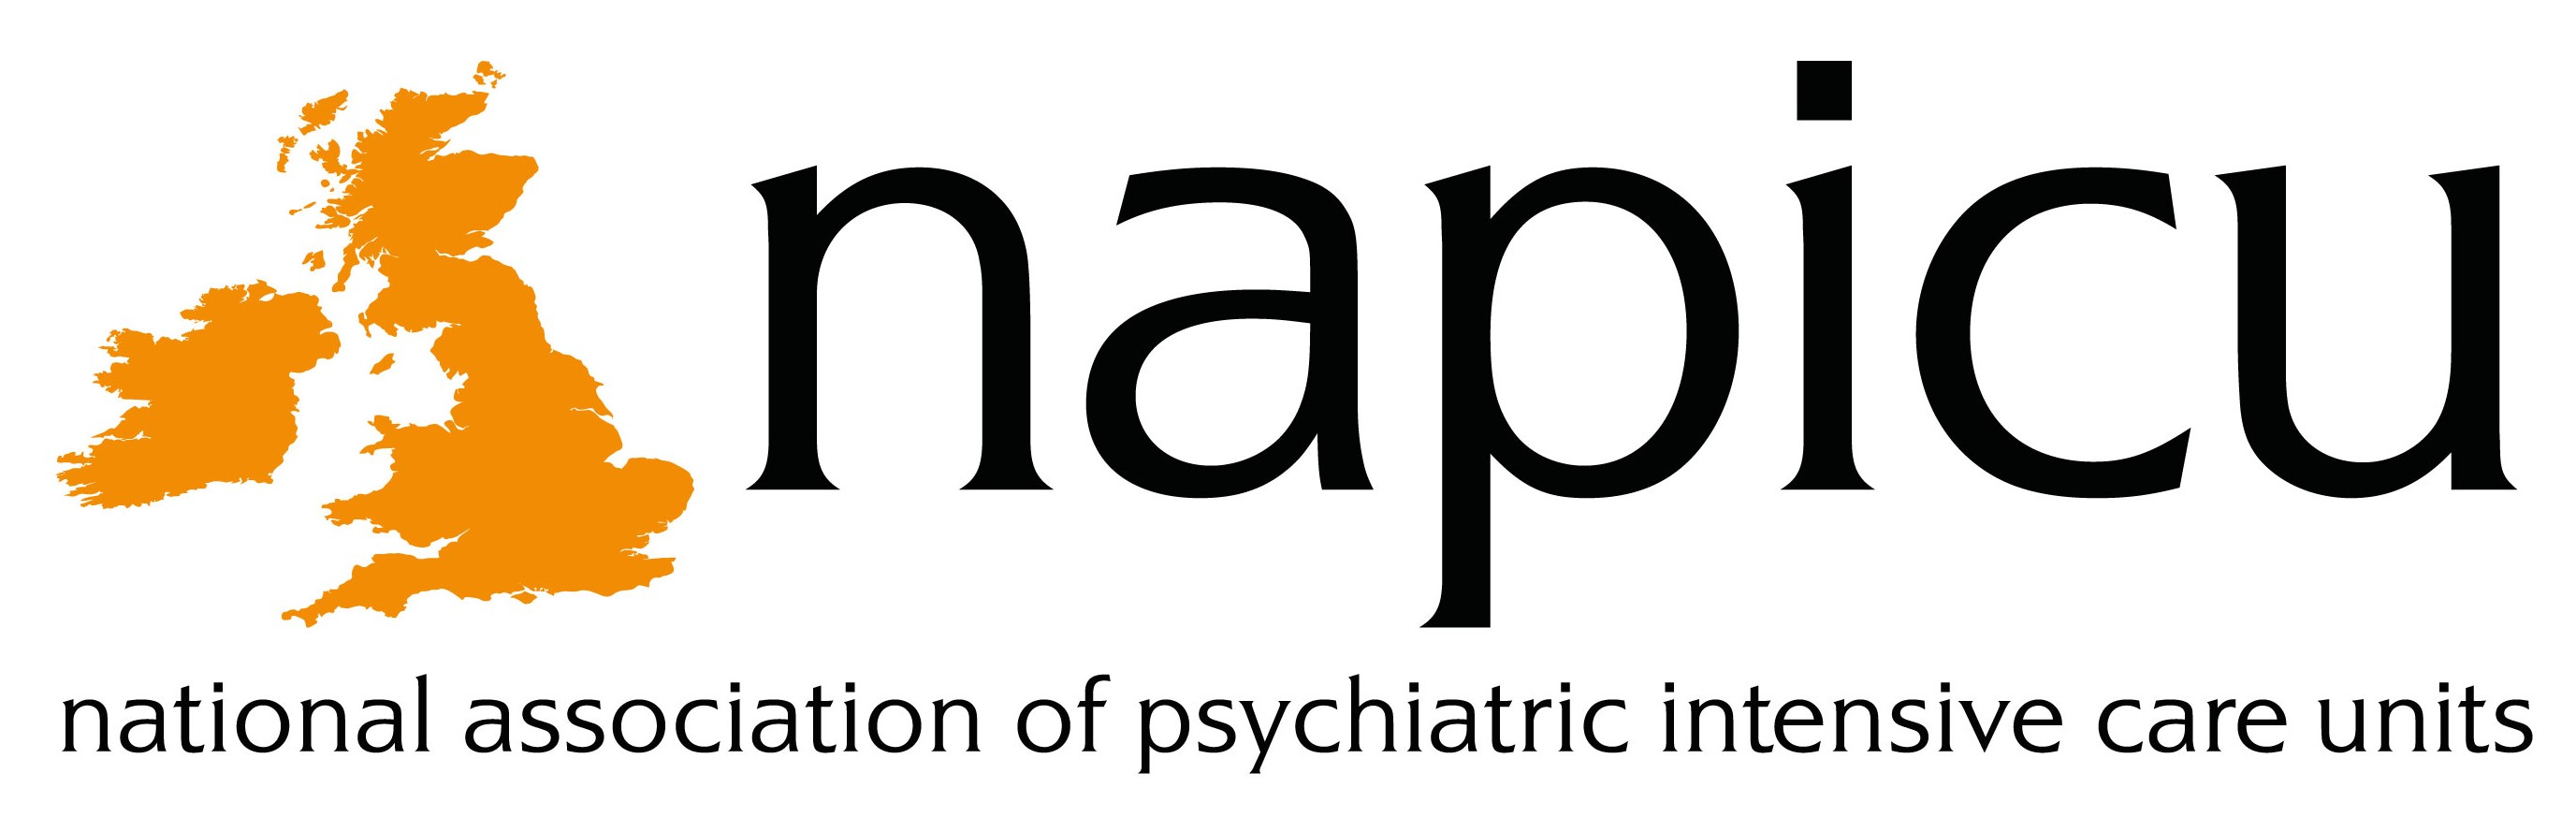 napicu
national association of psychiatric intensive care units